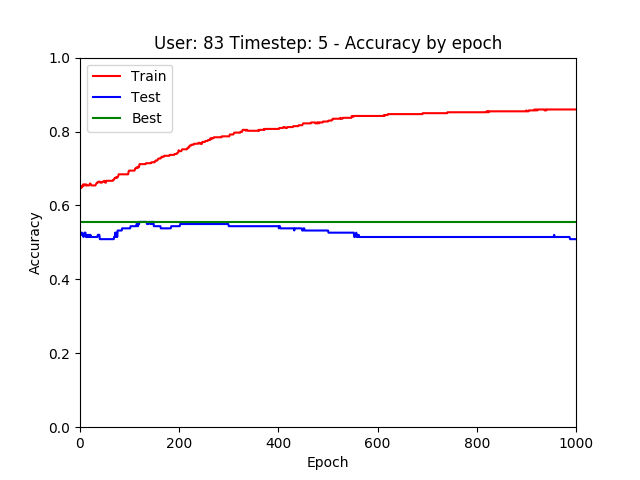 User: 83 Timestep: 5 - Accuracy by epoch
1.0
0.8
0.6
0.4
0.2
0.0
Accuracy
Train
Test
Best
0 200 400 600 800 1000
Epoch